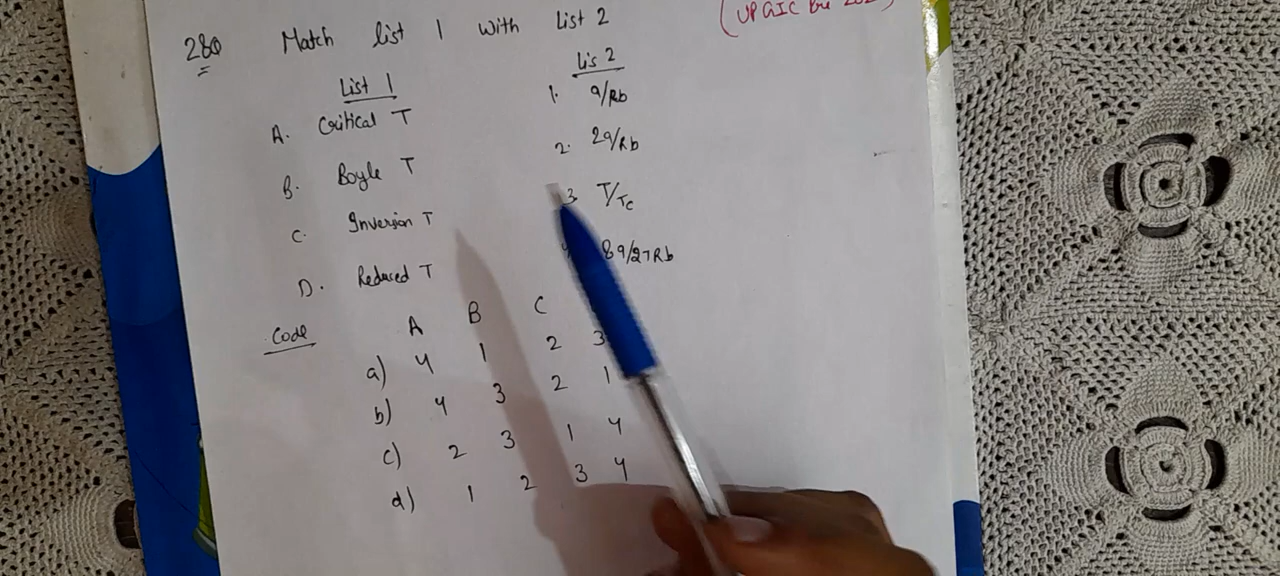 280 Match list 1 with List 2
List 1 Lis 2
A. Critical T 1. a/Rb
B. Boyle T 2. 2a/Rb
C. Inversion T 3 T/Tc
D. Reduced T 8a/27Rb
Code A B C
a) 4 1 2 3
b) 4 3 2 1
c) 2 3 1 4
d) 1 2 3 4